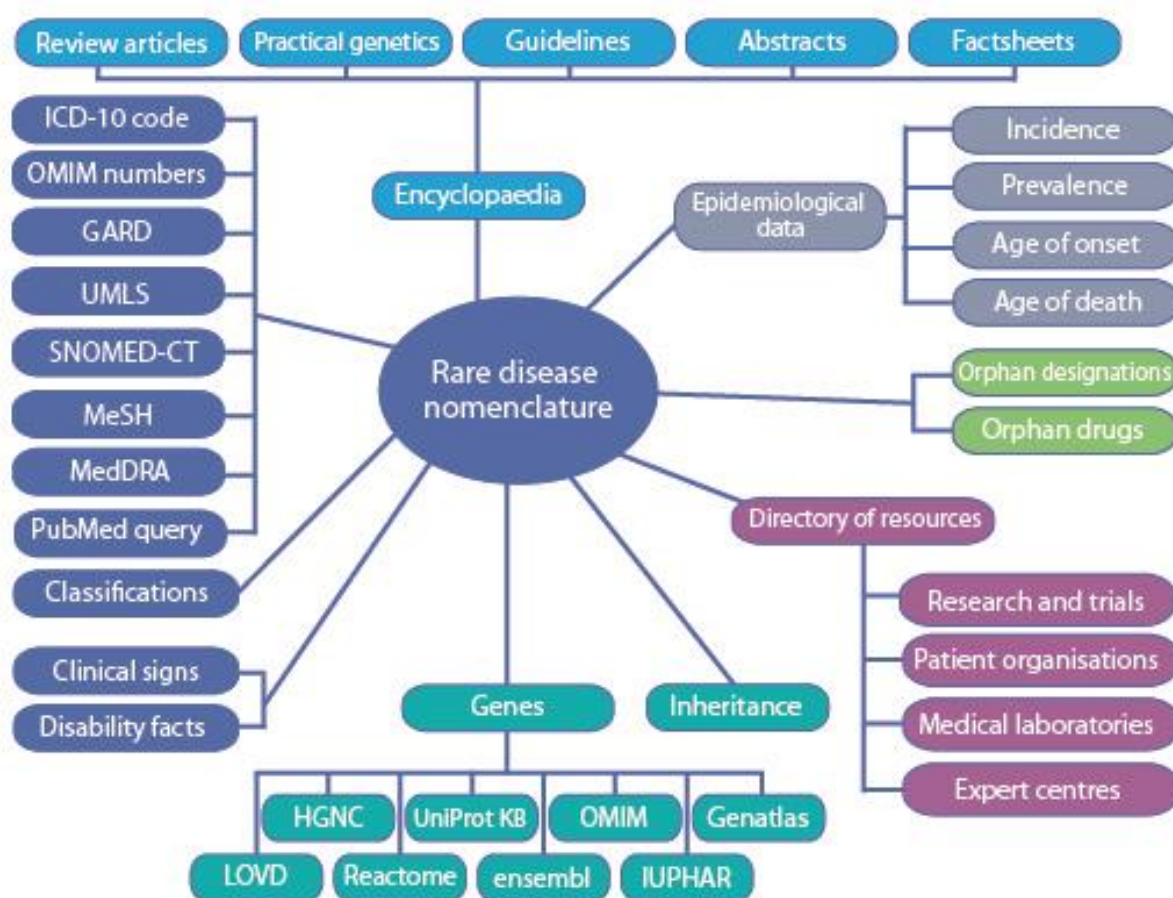 Review articles
Practical genetics
Guidelines
Abstracts
Factsheets
ICD-10 code
OMIM numbers
GARD
UMLS
SNOMED-CT
MeSH
MedDRA
PubMed query
Classifications
Clinical signs
Disability facts
Encyclopaedia
Rare disease
nomenclature
Epidemiological
data
Incidence
Prevalence
Age of onset
Age of death
Orphan designations
Orphan drugs
Directory of resources
Research and trials
Patient organisations
Medical laboratories
Expert centres
Genes
Inheritance
HGNC
UniProt KB
OMIM
Genatlas
LOVD
Reactome
ensembl
IUPHAR